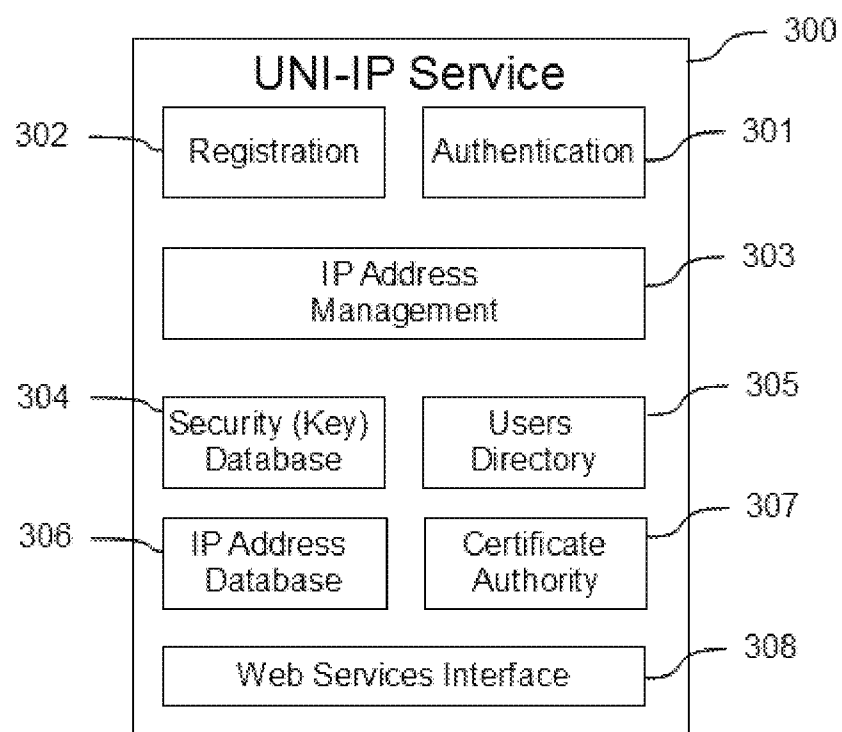 300
UNI-IP Service
302
Registration
Authentication
301
IP Address
Management
303
304
Security (Key)
Database
Users
Directory
305
306
IP Address
Database
Certificate
Authority
307
Web Services Interface
308